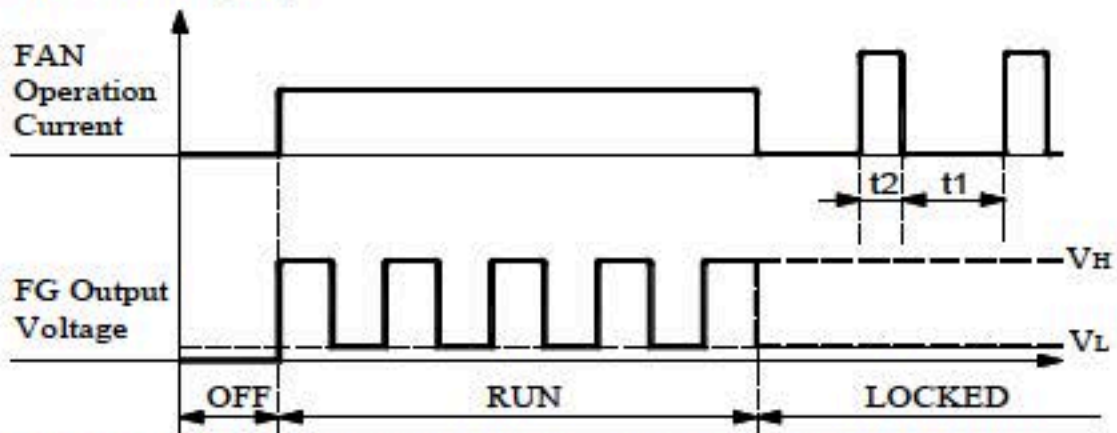 FAN
Operation
Current
t2 t1
VH
FG Output
Voltage
VL
OFF RUN LOCKED